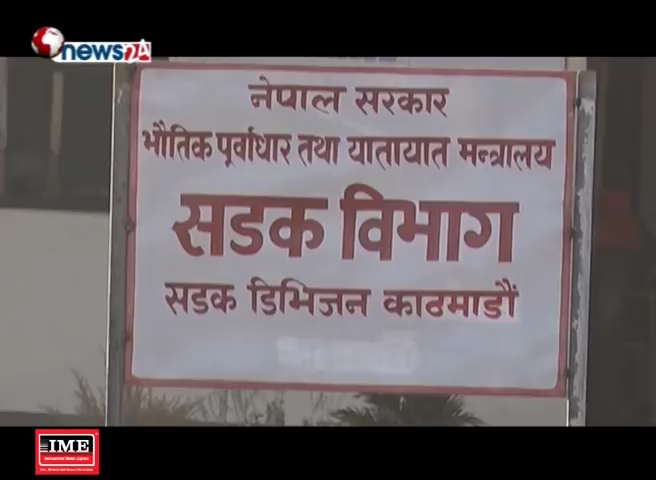 news24
नेपाल सरकार
भौतिक पूर्वाधार तथा यातायात मन्त्रालय
सडक विभाग
सडक डिभिजन काठमाडौं
IME